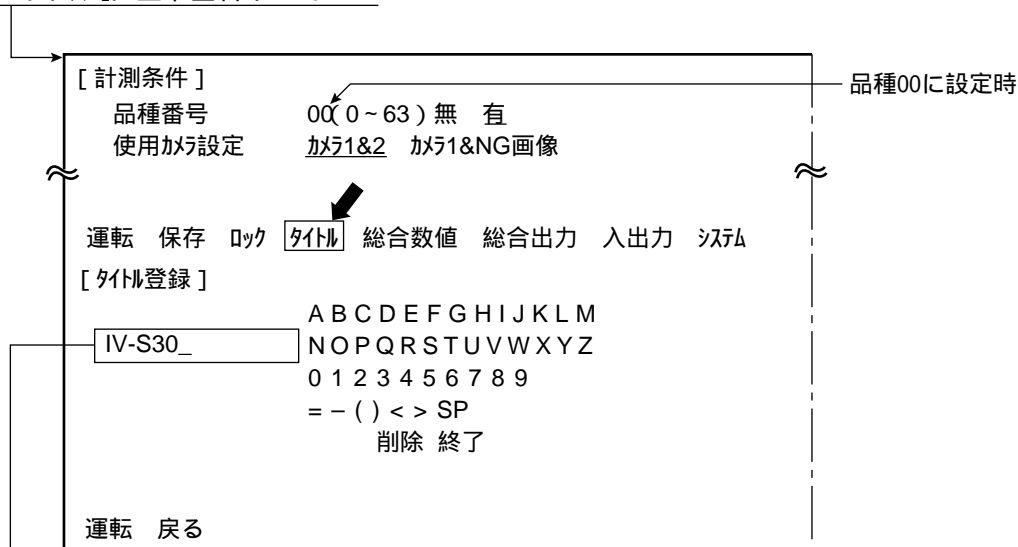 [ 計測条件 ]
品種00に設定時
品種番号 00( 0 ~ 63 ) 無 有
使用ｶﾒﾗ設定 ｶﾒﾗ1&2 ｶﾒﾗ1&NG画像
運転 保存 ﾛｯｸ ﾀｲﾄﾙ 総合数値 総合出力 入出力 ｼｽﾃﾑ
[ ﾀｲﾄﾙ登録 ]
A B C D E F G H I J K L M
IV-S30_ N O P Q R S T U V W X Y Z
0 1 2 3 4 5 6 7 8 9
= − ( ) < > SP
削除 終了
運転 戻る